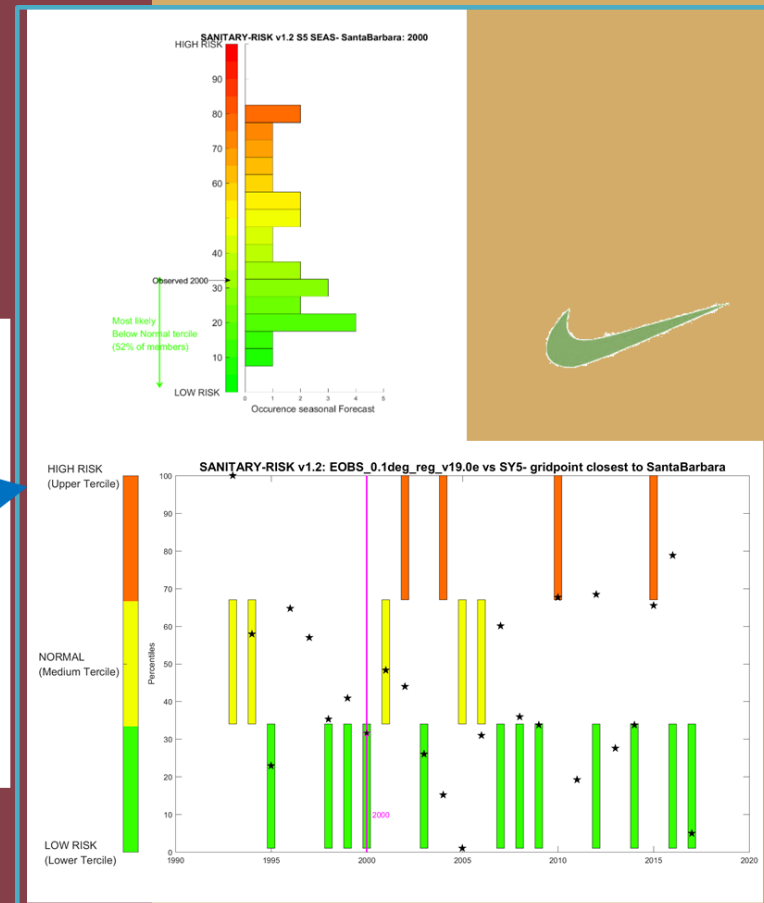 SANITARY-RISK v1.2 S5 SEAS- SantaBarbara: 2000
HIGH RISK
90
80
70
60
40
Observed 2000
30
Most likely
Below Normal tercile
(52% of members)
20
10
LOW RISK
0 1 2 3 4 5
Occurence seasonal Forecast
SANITARY-RISK v1.2: EOBS_0.1deg_reg_v19.0e vs SY5- gridpoint closest to SantaBarbara
HIGH RISK
(Upper Tercile)
NORMAL
(Medium Tercile)
LOW RISK
(Lower Tercile)
Percentiles
100
90
80
70
60
50
40
30
20
10
0
2000
1990 1995 2000 2005 2010 2015 2020